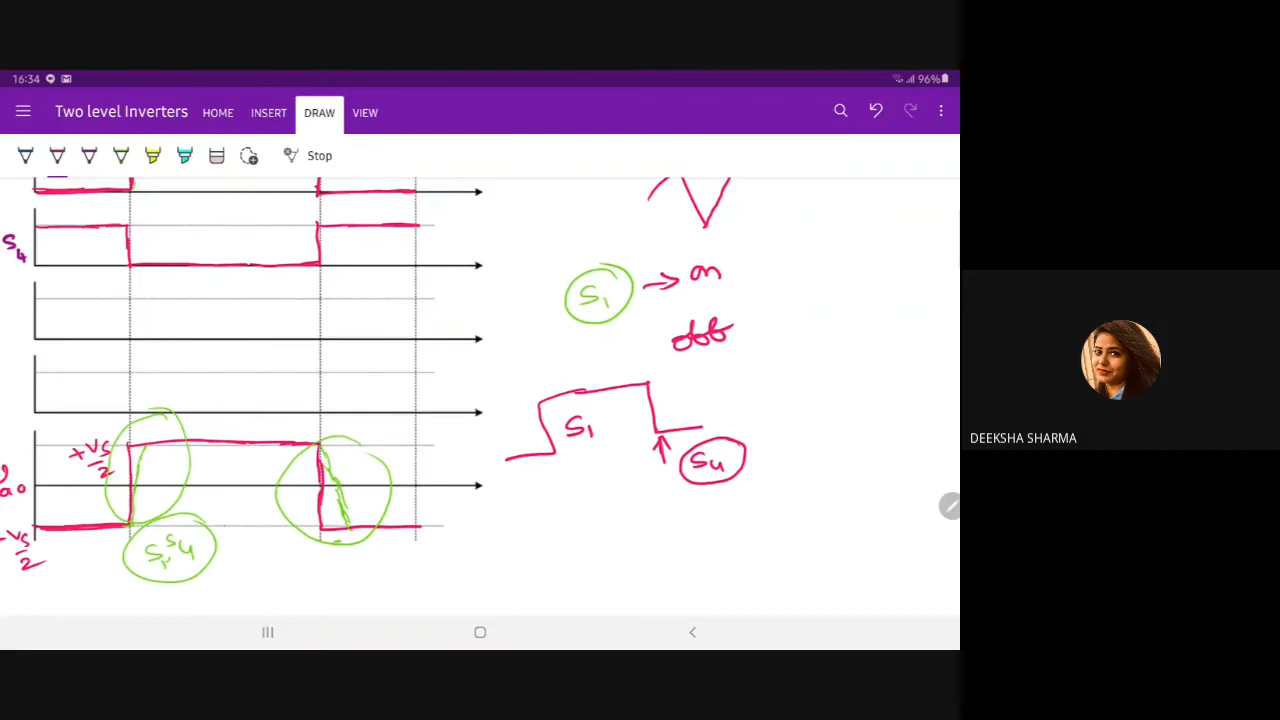 16:34 96%
Two level Inverters HOME INSERT DRAW VIEW
Stop
S4
S1 → on
off
S1
S4
+Vs/2
ao
-Vs/2
S1, S4
DEEKSHA SHARMA